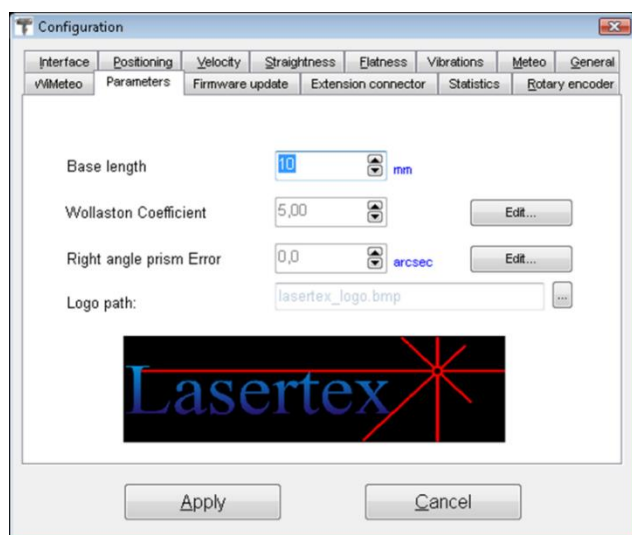 Configuration
Interface Positioning Velocity Straightness Flatness Vibrations Meteo General
WiMeteo Parameters Firmware update Extension connector Statistics Rotary encoder
Base length 10 mm
Wollaston Coefficient 5,00 Edit...
Right angle prism Error 0,0 arcsec Edit...
Logo path: lasertex_logo.bmp ...
Lasertex
Apply Cancel